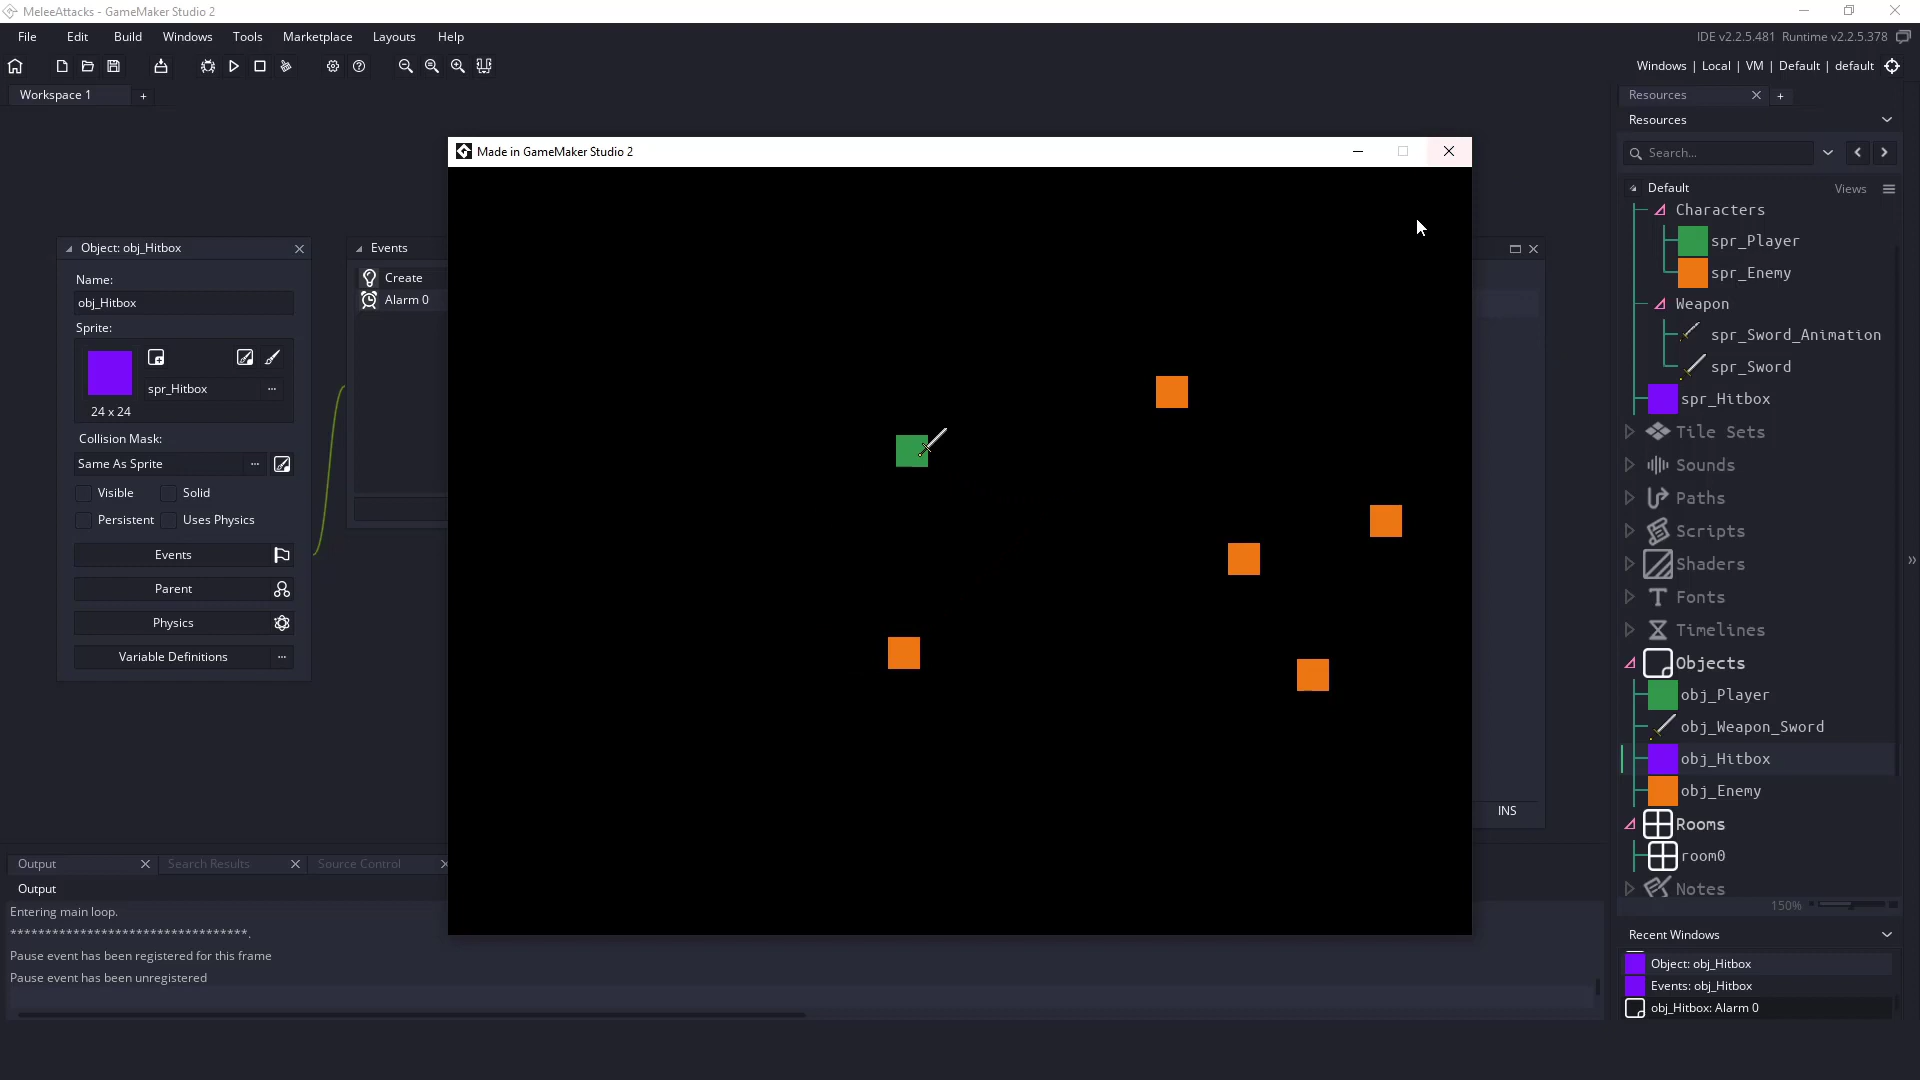 MeleeAttacks - GameMaker Studio 2
File Edit Build Windows Tools Marketplace Layouts Help
IDE v2.2.5.481 Runtime v2.2.5.378
Windows | Local | VM | Default | default
Workspace 1
Resources
Resources
Made in GameMaker Studio 2
Search...
Default
Views
Characters
spr_Player
spr_Enemy
Weapon
spr_Sword_Animation
spr_Sword
spr_Hitbox
Tile Sets
Sounds
Paths
Scripts
Shaders
Fonts
Timelines
Objects
obj_Player
obj_Weapon_Sword
obj_Hitbox
obj_Enemy
Rooms
room0
Notes
150%
Object: obj_Hitbox
Name:
obj_Hitbox
Sprite:
spr_Hitbox
24 x 24
Collision Mask:
Same As Sprite
Visible Solid
Persistent Uses Physics
Events
Parent
Physics
Variable Definitions
Events
Create
Alarm 0
INS
Output Search Results Source Control
Output
Entering main loop.
**********************************.
Pause event has been registered for this frame
Pause event has been unregistered
Recent Windows
Object: obj_Hitbox
Events: obj_Hitbox
obj_Hitbox: Alarm 0